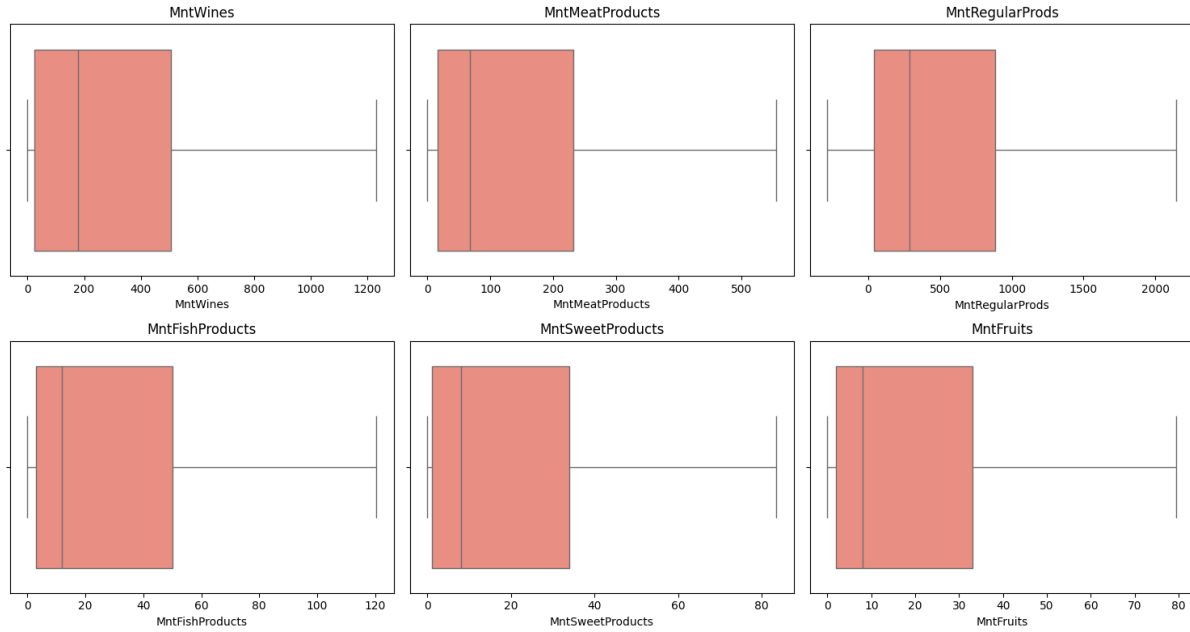 MntWines
0 200 400 600 800 1000 1200
MntWines
MntMeatProducts
0 100 200 300 400 500
MntMeatProducts
MntRegularProds
0 500 1000 1500 2000
MntRegularProds
MntFishProducts
0 20 40 60 80 100 120
MntFishProducts
MntSweetProducts
0 20 40 60 80
MntSweetProducts
MntFruits
0 10 20 30 40 50 60 70 80
MntFruits